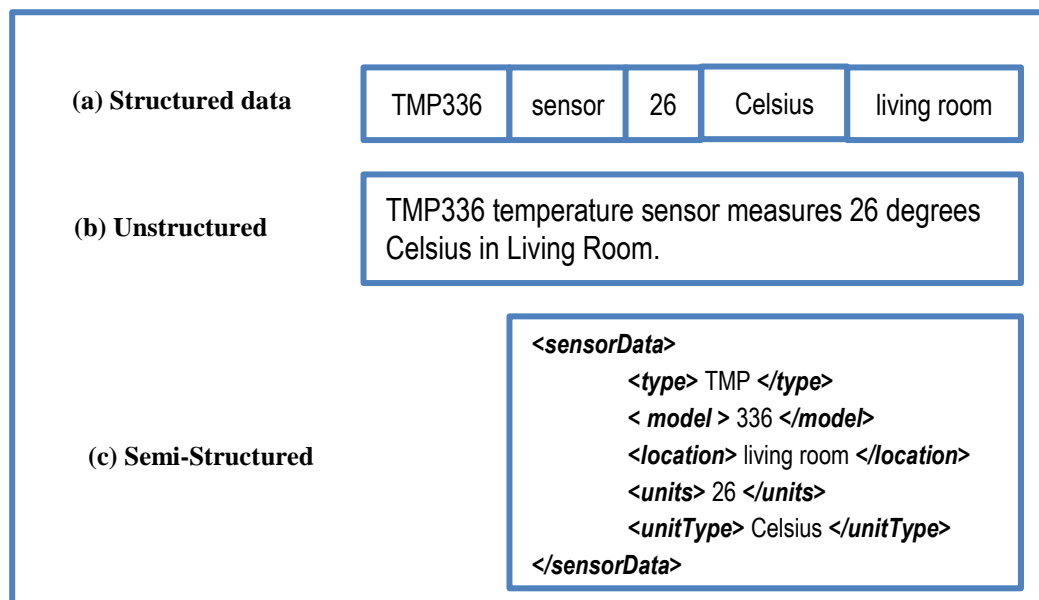 (a) Structured data
TMP336 sensor 26 Celsius living room
(b) Unstructured
TMP336 temperature sensor measures 26 degrees
Celsius in Living Room.
(c) Semi-Structured
<sensorData>
<type> TMP </type>
< model > 336 </model>
<location> living room </location>
<units> 26 </units>
<unitType> Celsius </unitType>
</sensorData>